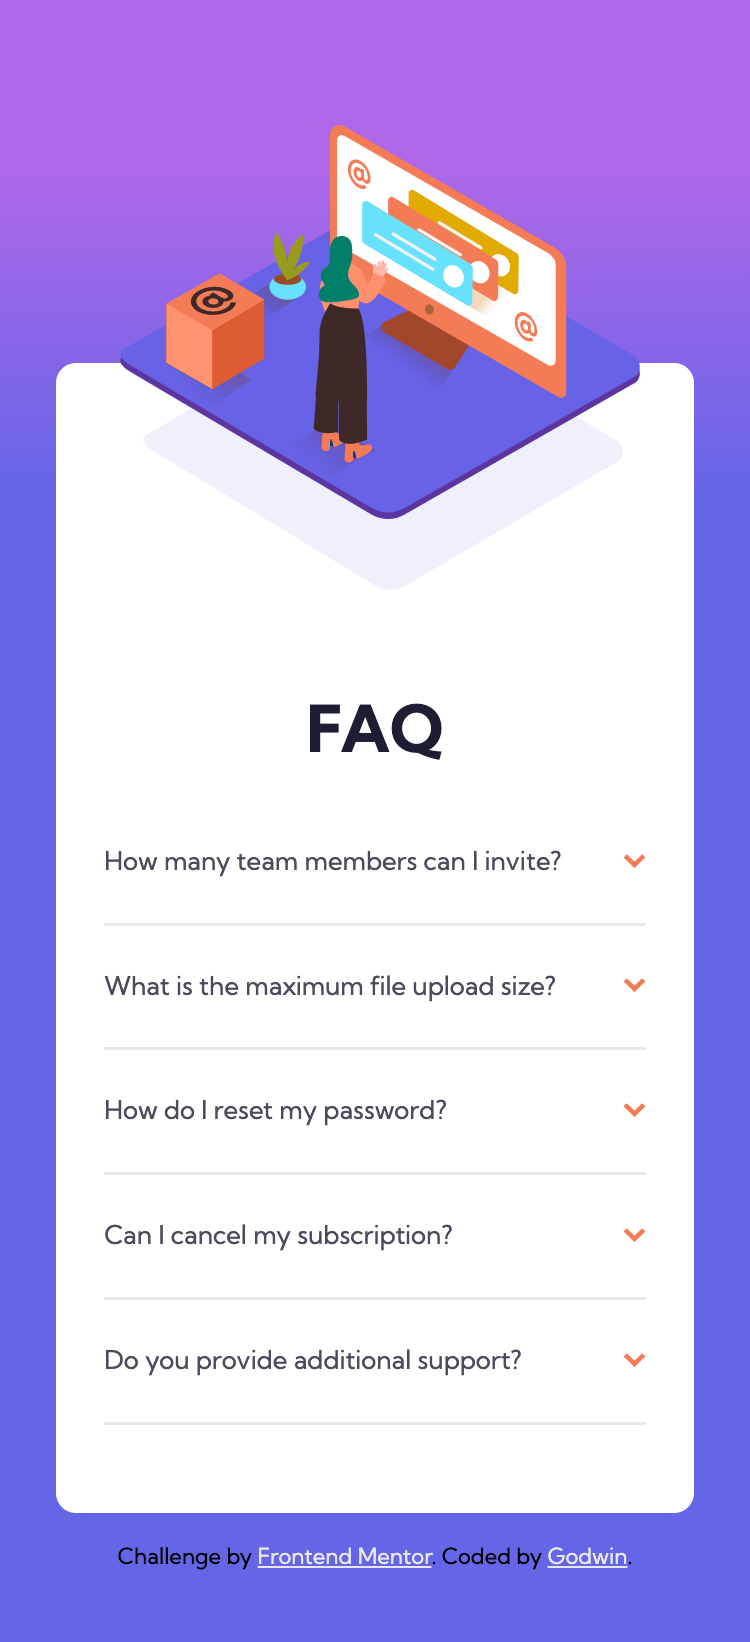 @
@
@
FAQ
How many team members can I invite?
What is the maximum file upload size?
How do I reset my password?
Can I cancel my subscription?
Do you provide additional support?
Challenge by Frontend Mentor. Coded by Godwin.